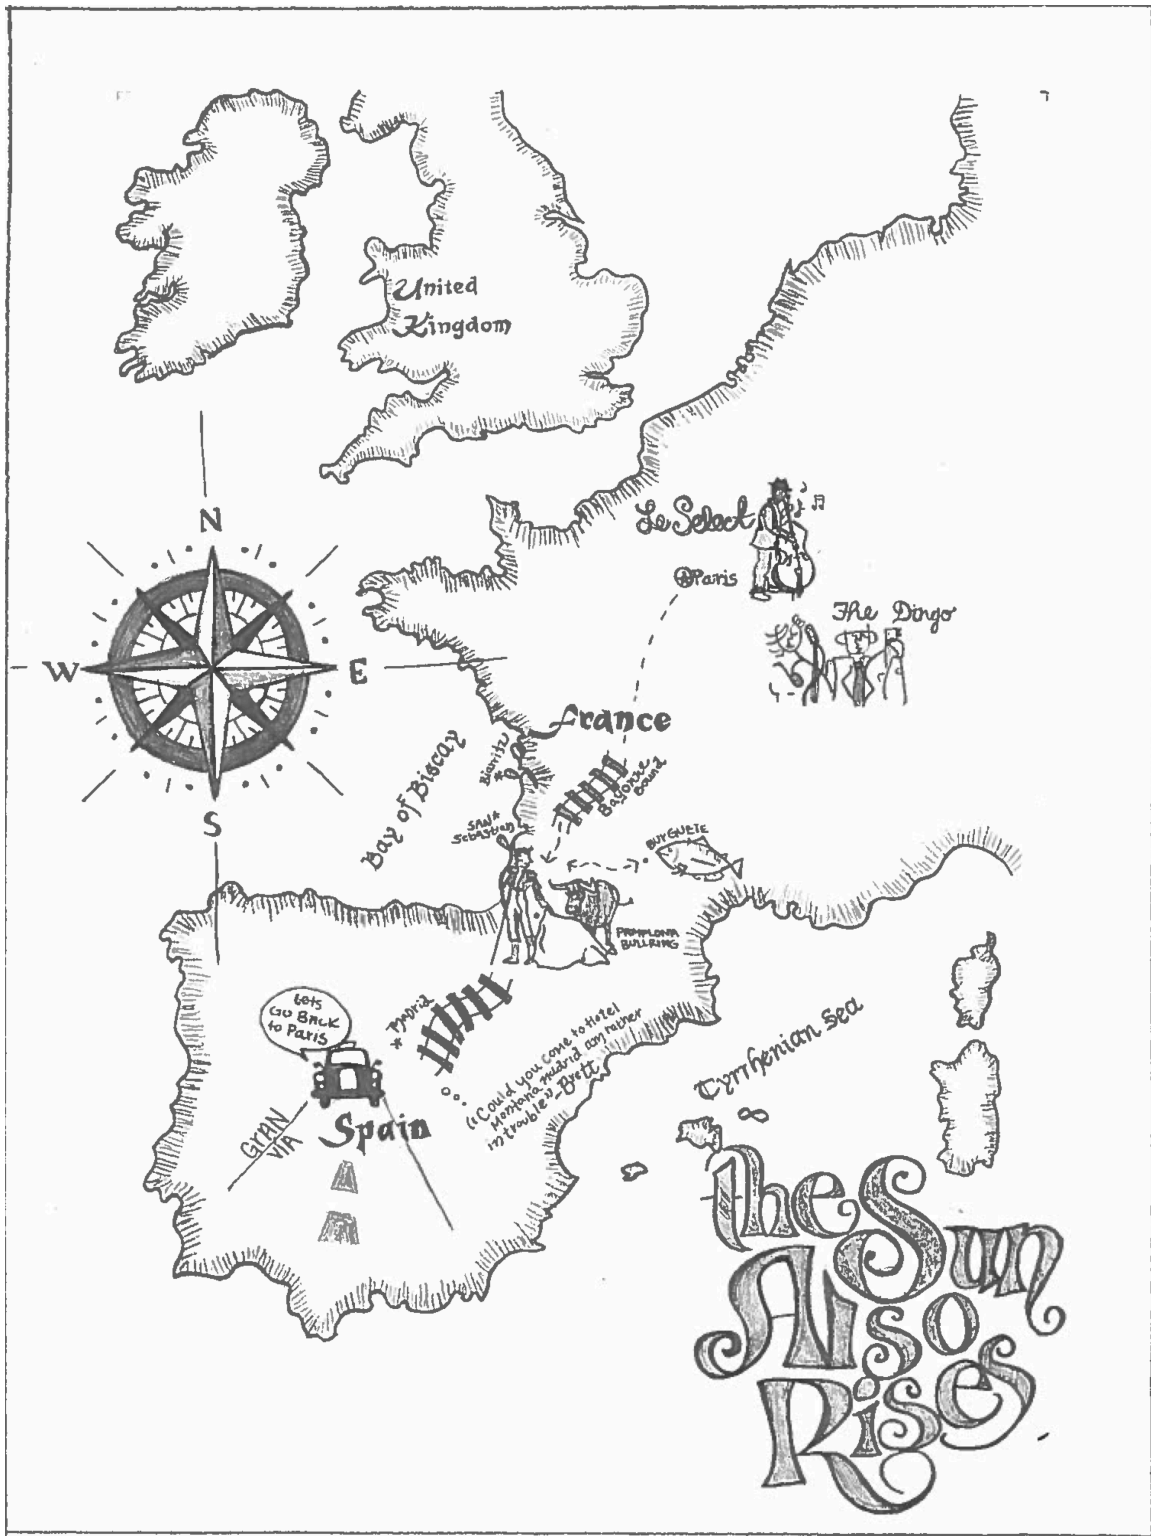 United
Kingdom
N
W
E
S
Le Select
Paris
The Dingo
France
Bay of Biscay
Biarritz
Bayonne
Bound
SAN
Sebastian
BURGUETE
PAMPLONA
BULLRING
Madrid
Lets
GO BACK
to Paris
"Could you come to Hotel
Montana Madrid am rather
in trouble" -Brett
Spain
GRAN
VIA
Tyrrhenian Sea
the Sun
Also
Rises